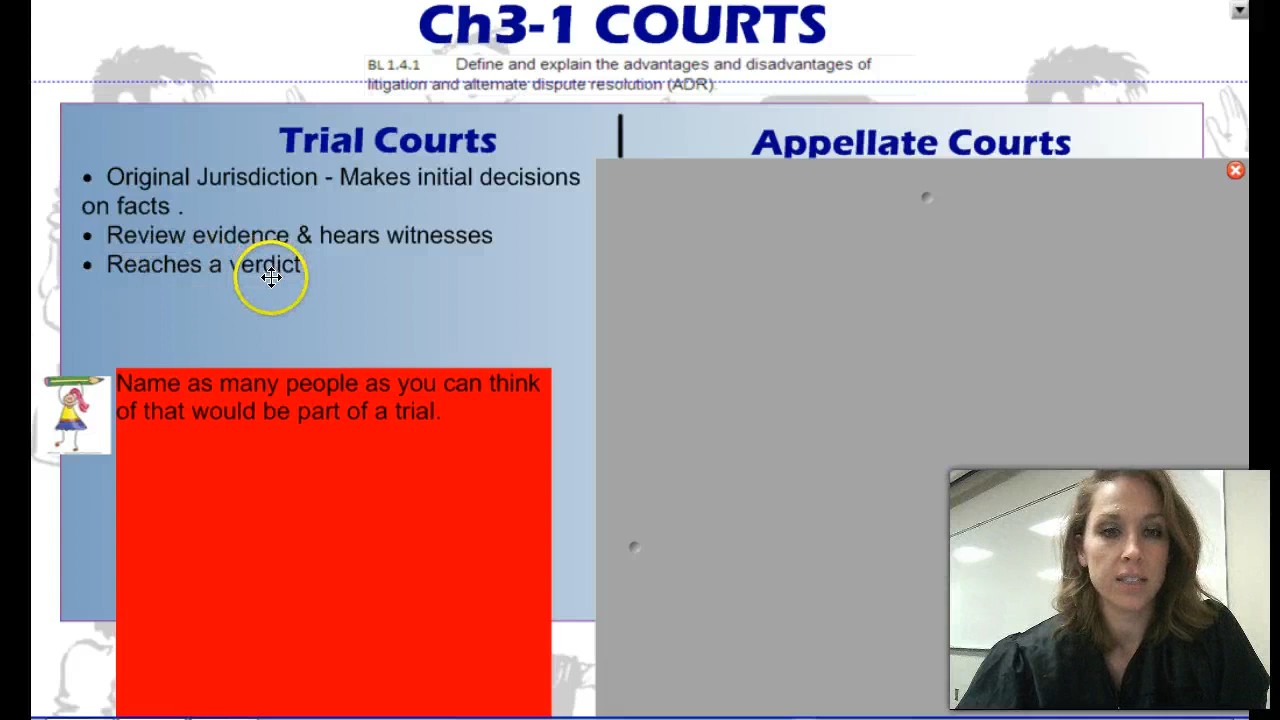 Ch3-1 COURTS
BL 1.4.1 Define and explain the advantages and disadvantages of
litigation and alternate dispute resolution (ADR)
Trial Courts
Appellate Courts
• Original Jurisdiction - Makes initial decisions
on facts .
• Review evidence & hears witnesses
• Reaches a verdict
Name as many people as you can think
of that would be part of a trial.